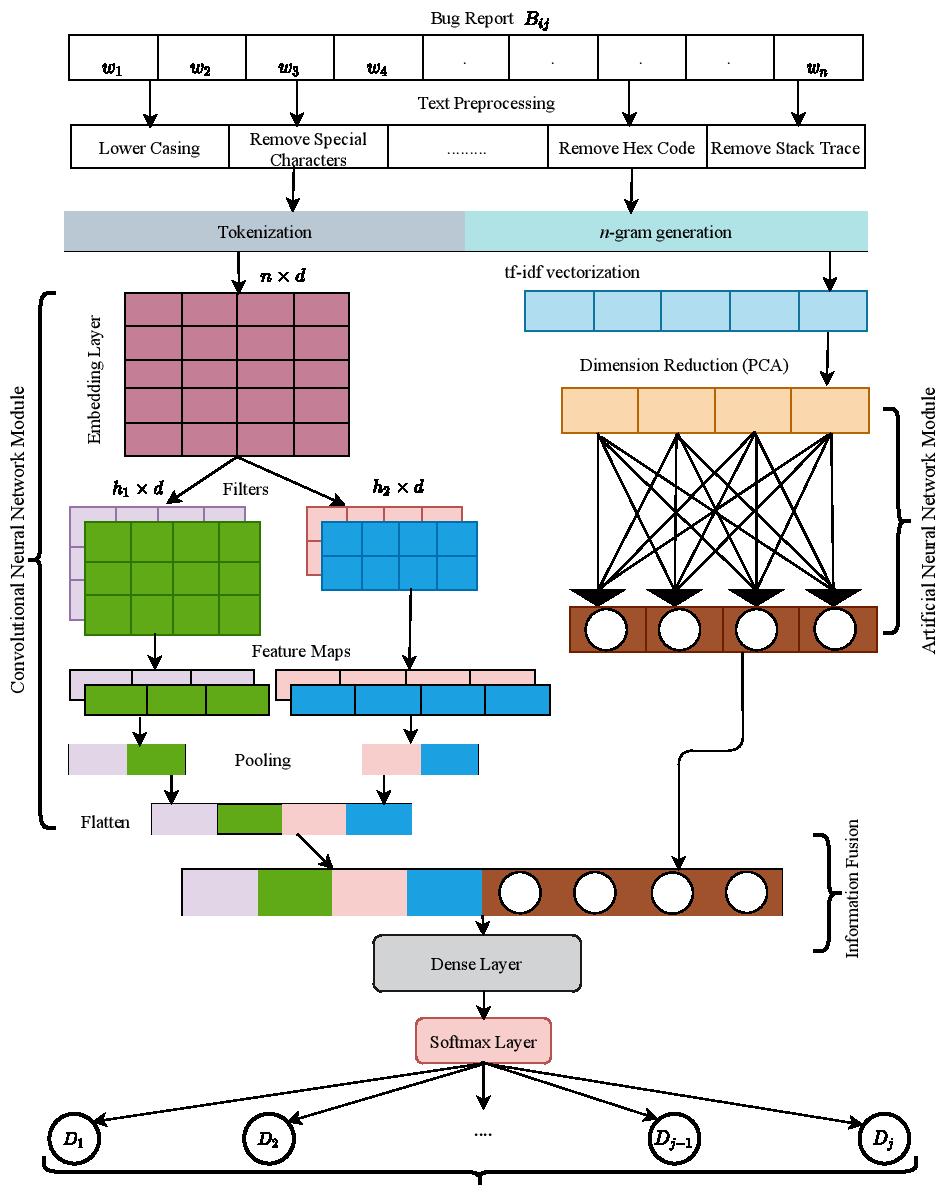 Bug Report B_{ij}
w_1 w_2 w_3 w_4 . . . . w_n
Text Preprocessing
Lower Casing
Remove Special
Characters
.........
Remove Hex Code
Remove Stack Trace
Tokenization
n-gram generation
n × d
tf-idf vectorization
Embedding Layer
Dimension Reduction (PCA)
Convolutional Neural Network Module
Artificial Neural Network Module
h_1 × d
Filters
h_2 × d
Feature Maps
Pooling
Flatten
Information Fusion
Dense Layer
Softmax Layer
D_1
D_2
....
D_{j-1}
D_j